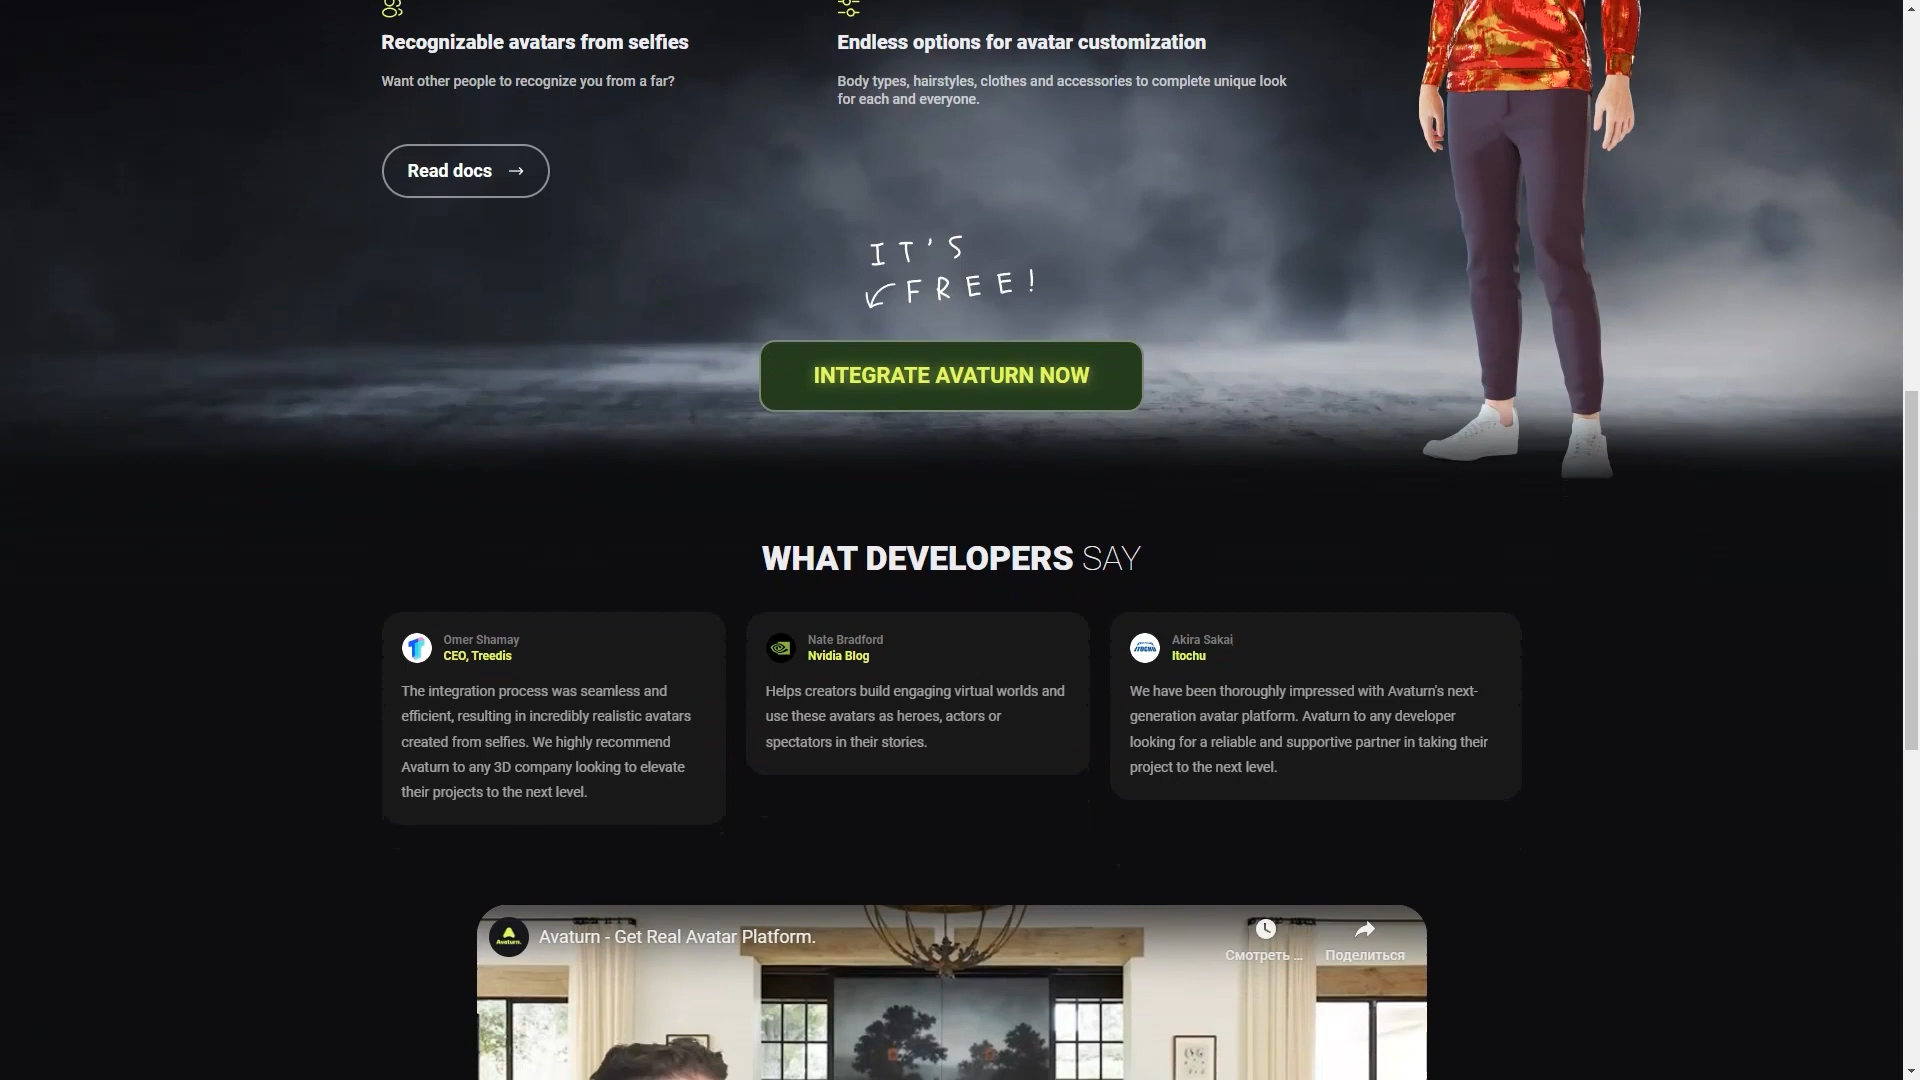 Recognizable avatars from selfies
Want other people to recognize you from a far?
Endless options for avatar customization
Body types, hairstyles, clothes and accessories to complete unique look
for each and everyone.
Read docs →
IT'S
FREE!
INTEGRATE AVATURN NOW
WHAT DEVELOPERS SAY
Omer Shamay
CEO, Treedis
The integration process was seamless and
efficient, resulting in incredibly realistic avatars
created from selfies. We highly recommend
Avaturn to any 3D company looking to elevate
their projects to the next level.
Nate Bradford
Nvidia Blog
Helps creators build engaging virtual worlds and
use these avatars as heroes, actors or
spectators in their stories.
ITOCHU
Akira Sakai
Itochu
We have been thoroughly impressed with Avaturn's next-
generation avatar platform. Avaturn to any developer
looking for a reliable and supportive partner in taking their
project to the next level.
Avaturn.
Avaturn - Get Real Avatar Platform.
Смотреть ...
Поделиться